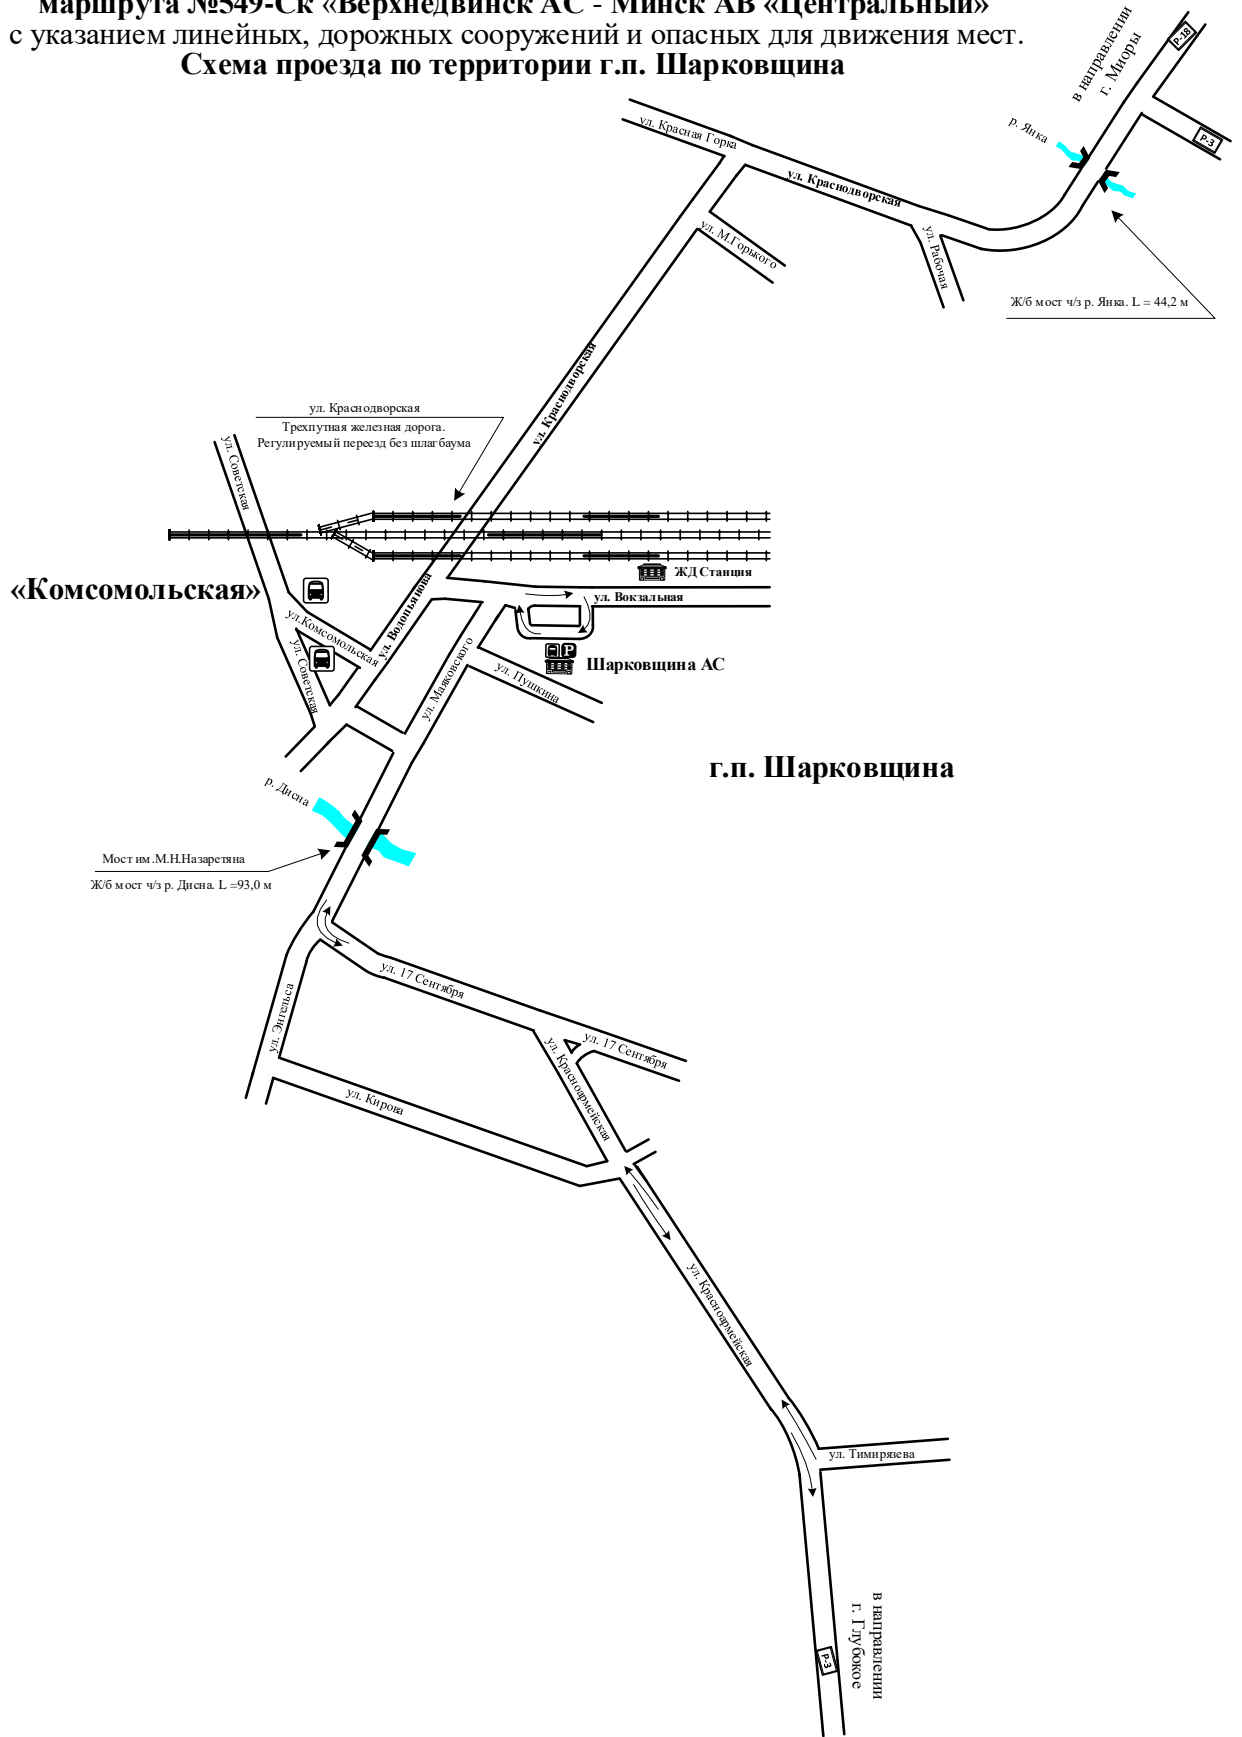 маршрута №549-Ск «Верхнедвинск АС - Минск АВ «Центральный»
с указанием линейных, дорожных сооружений и опасных для движения мест.
Схема проезда по территории г.п. Шарковщина
в направлении
г. Миоры
Р-18
Р-3
р. Янка
ул. Красная Горка
ул. Краснодворская
ул. М.Горького
ул. Рабочая
Ж/б мост ч/з р. Янка. L = 44,2 м
ул. Краснодворская
ул. Краснодворская
Трехпутная железная дорога.
Регулируемый переезд без шлагбаума
ул. Советская
ЖД Станция
«Комсомольская»
ул. Вокзальная
ул. Водопьянова
ул.Комсомольская
ул. Советская
ул. Маяковского
P
Шарковщина АС
ул. Пушкина
г.п. Шарковщина
р. Дисна
Мост им.М.Н.Назаретяна
Ж/б мост ч/з р. Дисна. L =93,0 м
ул. 17 Сентября
ул. Энгельса
ул. 17 Сентября
ул. Красноармейская
ул. Кирова
ул. Красноармейская
ул. Тимирязева
в направлении
г. Глубокое
Р-3